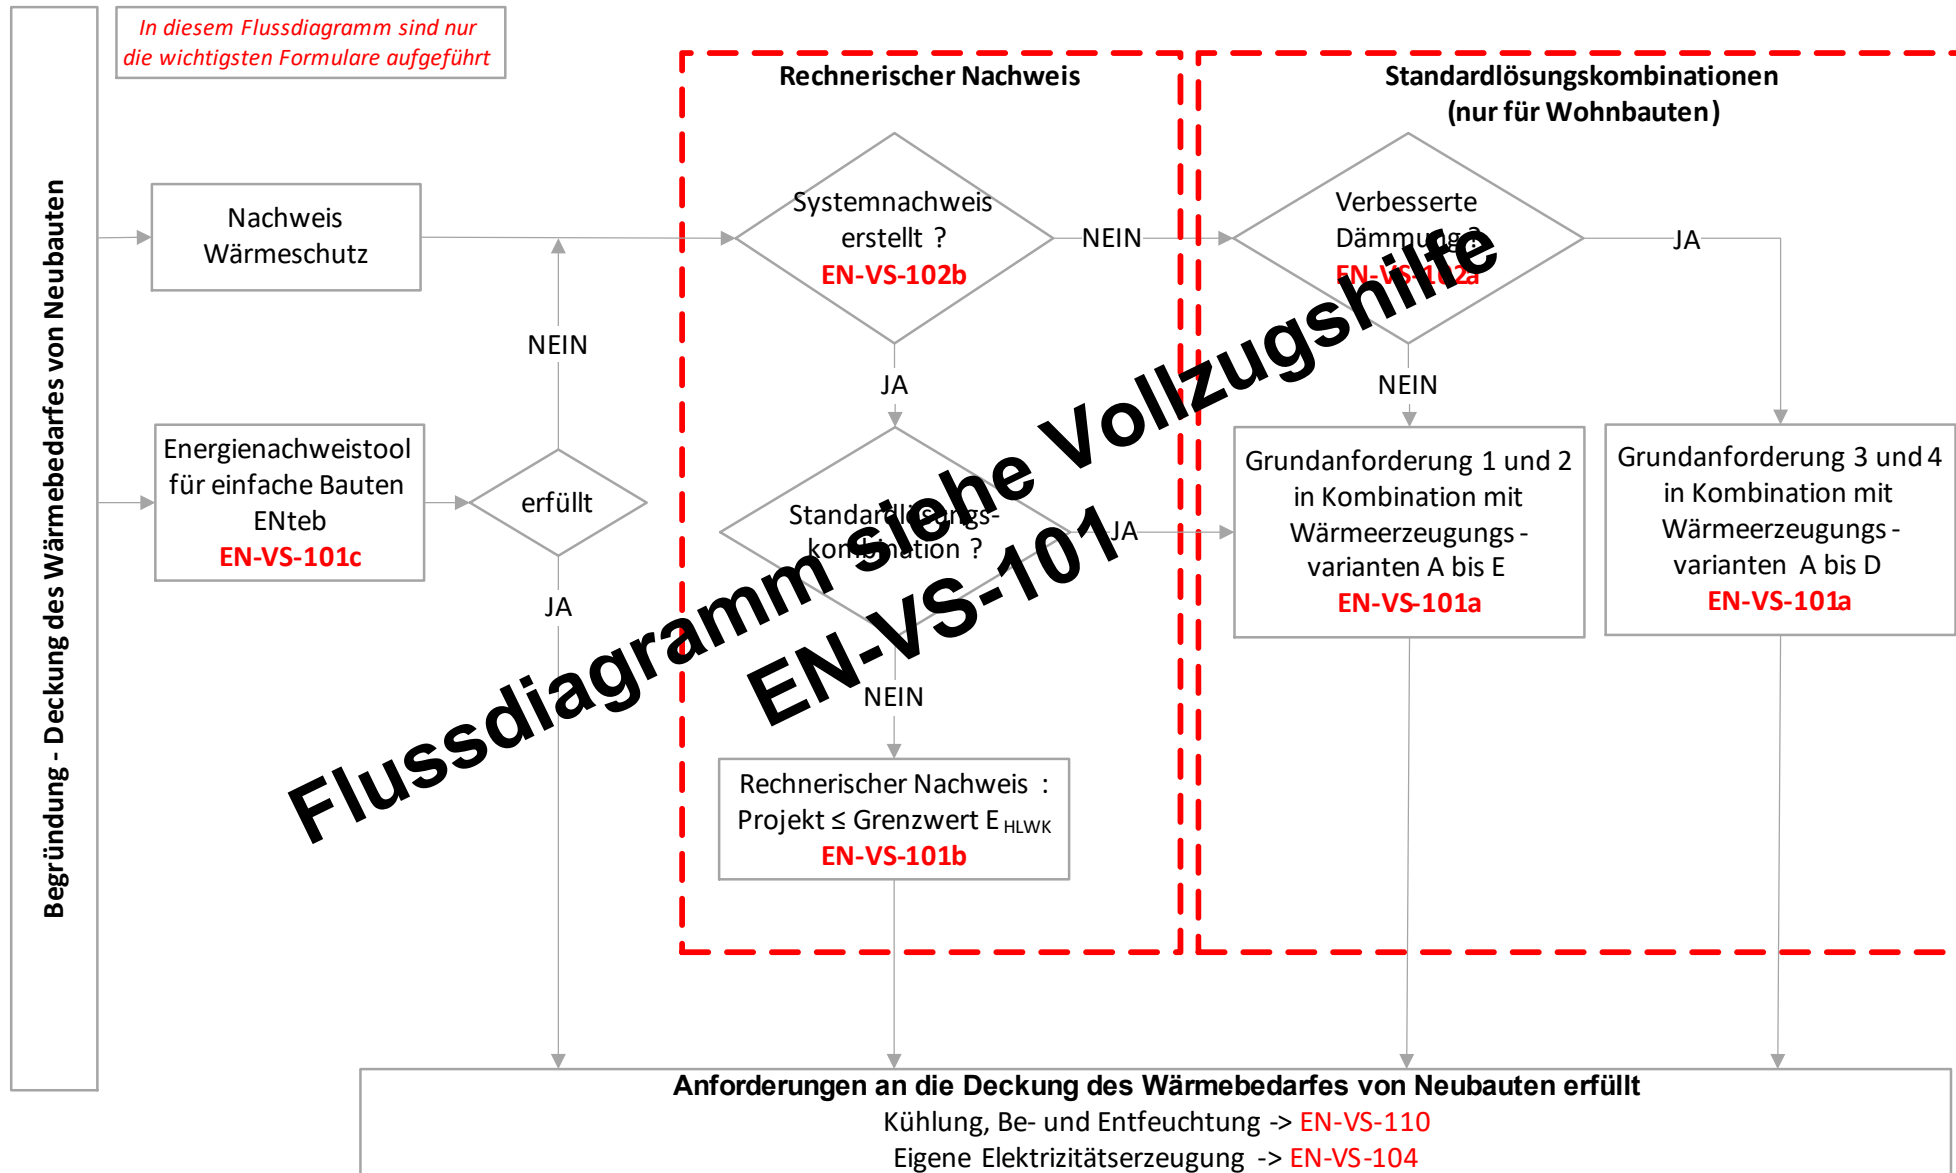 In diesem Flussdiagramm sind nur
die wichtigsten Formulare aufgeführt
Begründung - Deckung des Wärmebedarfes von Neubauten
Rechnerischer Nachweis
Standardlösungskombinationen
(nur für Wohnbauten)
Nachweis
Wärmeschutz
Systemnachweis
erstellt ?
EN-VS-102b
NEIN
Verbesserte
Dämmung ?
EN-VS-102a
JA
NEIN
JA
NEIN
Energienachweistool
für einfache Bauten
ENteb
EN-VS-101c
erfüllt
JA
Standardlösungs-
kombination ?
JA
NEIN
Grundanforderung 1 und 2
in Kombination mit
Wärmeerzeugungs-
varianten A bis E
EN-VS-101a
Grundanforderung 3 und 4
in Kombination mit
Wärmeerzeugungs-
varianten A bis D
EN-VS-101a
Rechnerischer Nachweis :
Projekt ≤ Grenzwert E HLWK
EN-VS-101b
Flussdiagramm siehe Vollzugshilfe
EN-VS-101
Anforderungen an die Deckung des Wärmebedarfes von Neubauten erfüllt
Kühlung, Be- und Entfeuchtung -> EN-VS-110
Eigene Elektrizitätserzeugung -> EN-VS-104